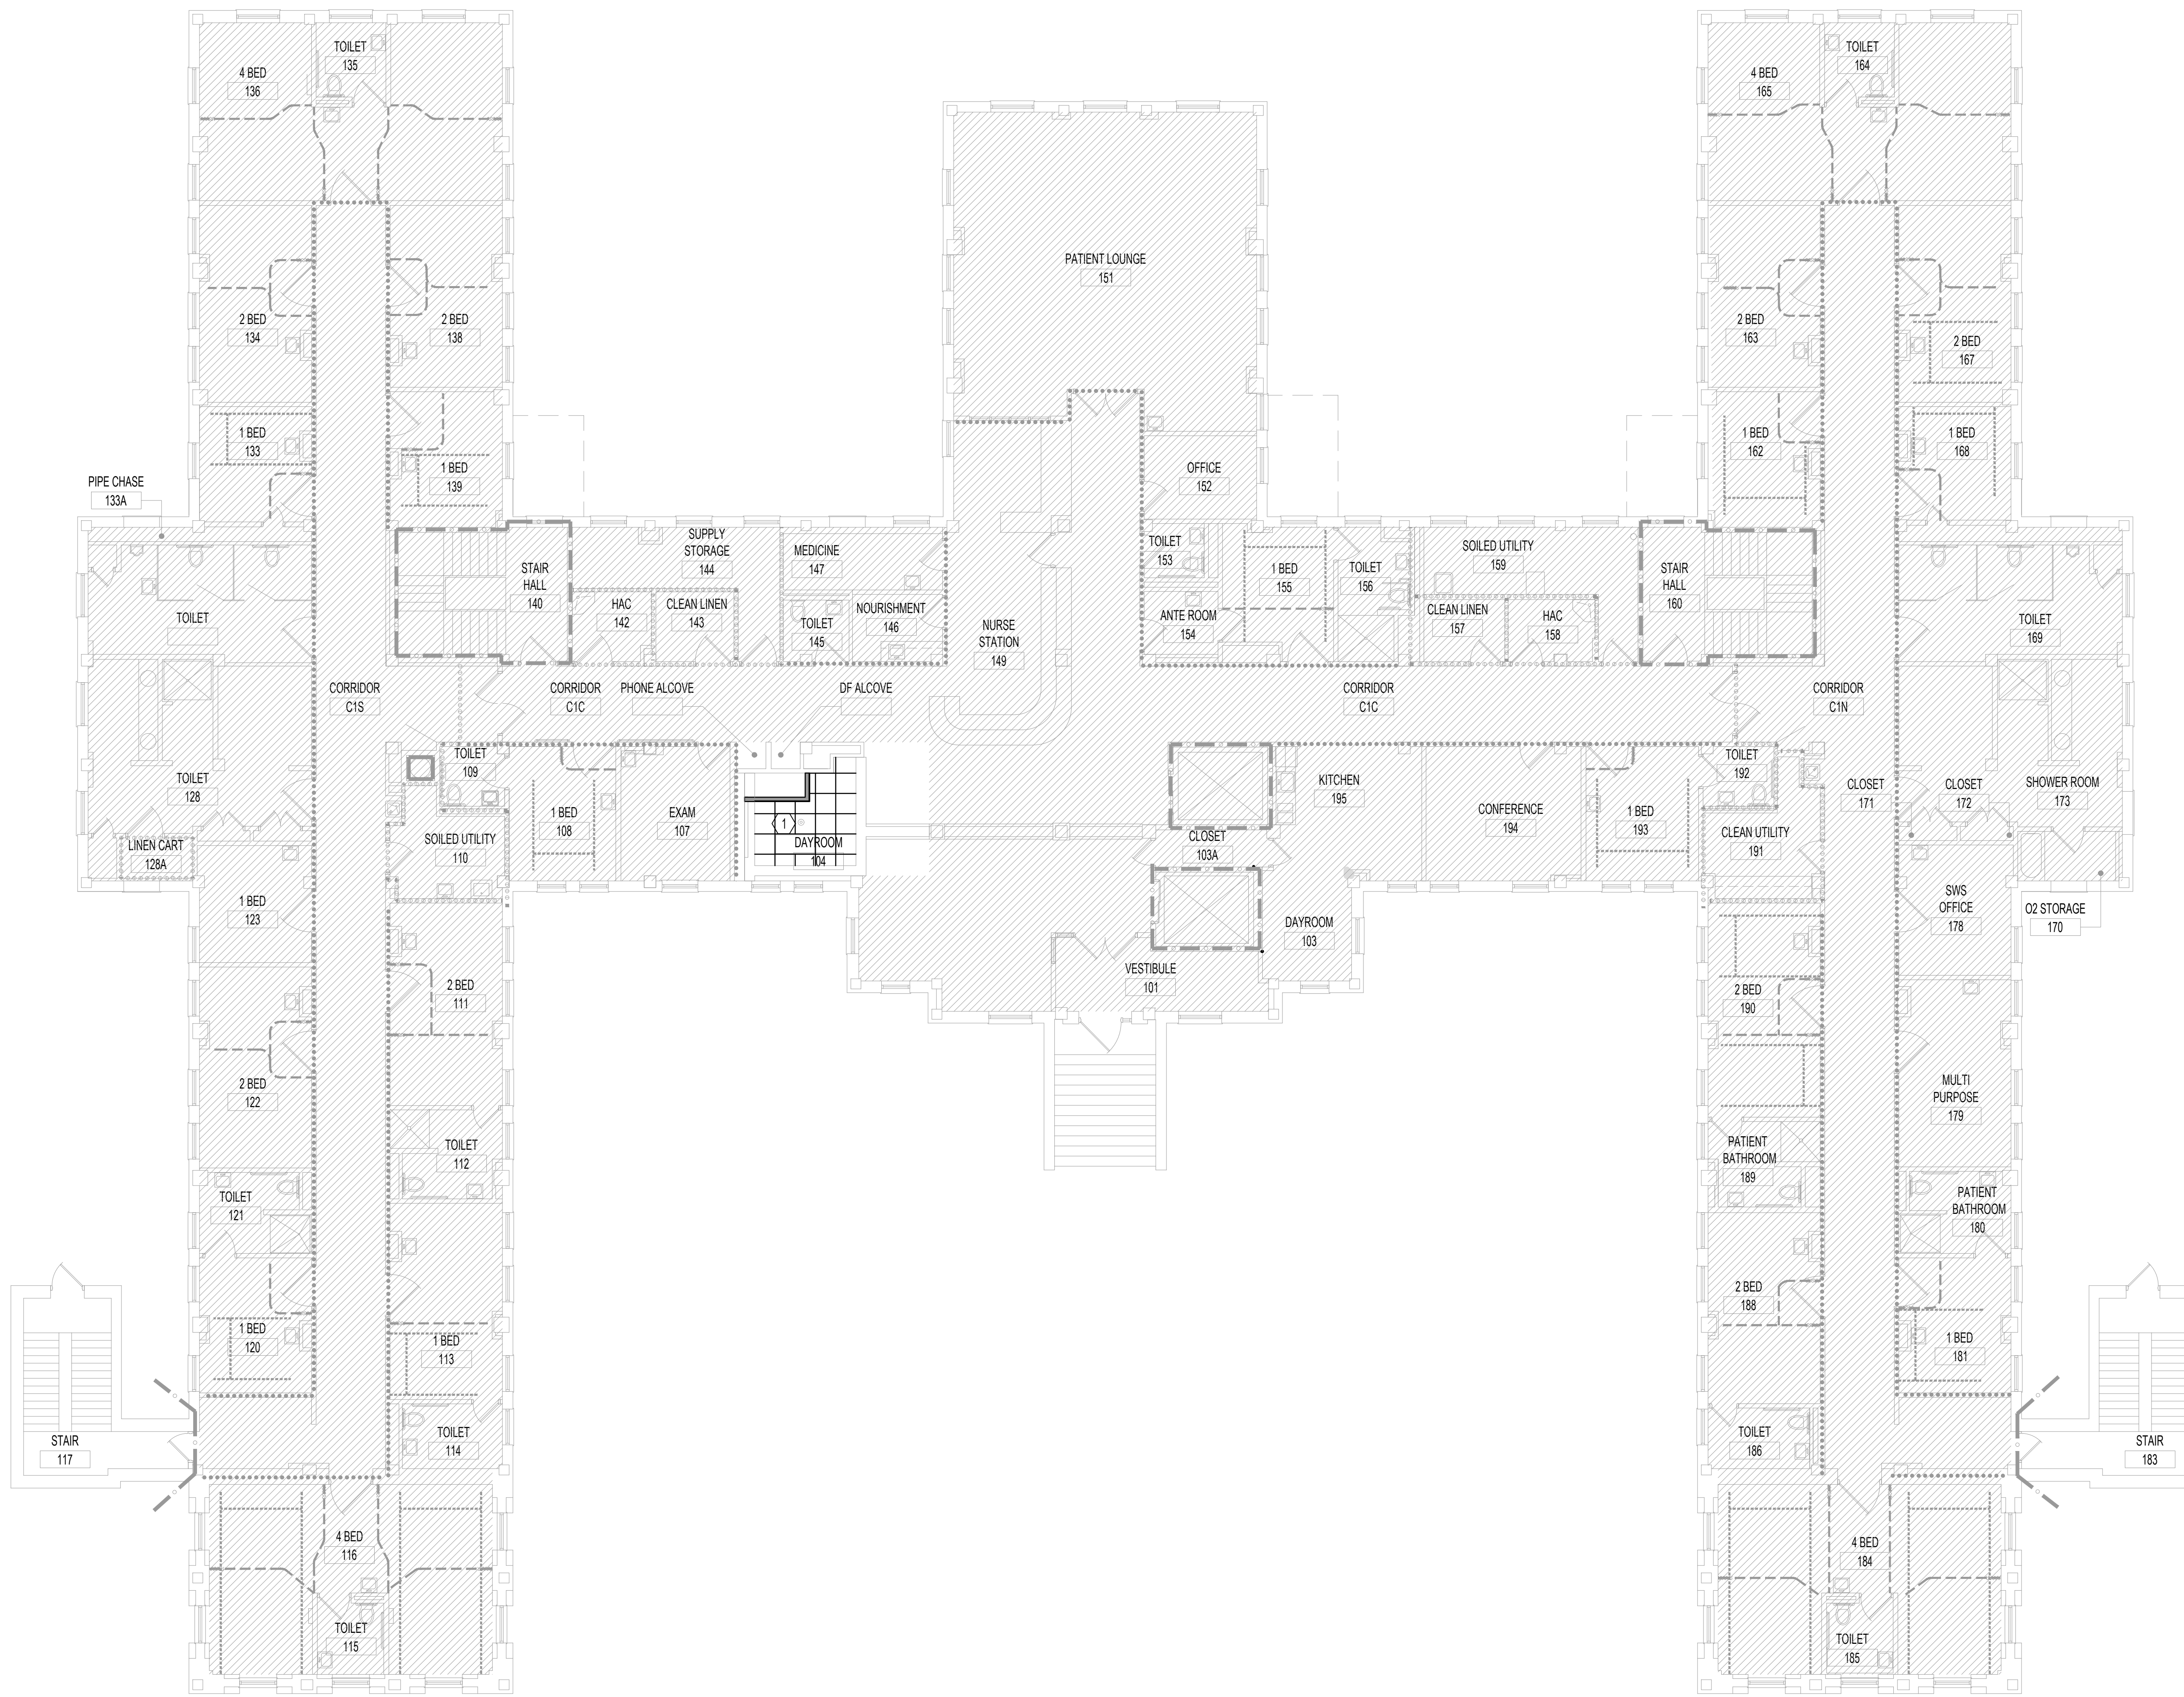 TOILET
135
4 BED
136
TOILET
164
4 BED
165
PATIENT LOUNGE
151
2 BED
134
2 BED
138
2 BED
163
2 BED
167
1 BED
133
1 BED
139
1 BED
162
1 BED
168
PIPE CHASE
133A
OFFICE
152
SUPPLY
STORAGE
144
MEDICINE
147
TOILET
153
SOILED UTILITY
159
STAIR
HALL
140
1 BED
155
TOILET
156
STAIR
HALL
160
TOILET
HAC
142
CLEAN LINEN
143
TOILET
145
NOURISHMENT
146
NURSE
STATION
149
ANTE ROOM
154
CLEAN LINEN
157
HAC
158
TOILET
169
CORRIDOR
C1S
CORRIDOR
C1C
PHONE ALCOVE
DF ALCOVE
CORRIDOR
C1C
CORRIDOR
C1N
TOILET
109
TOILET
192
TOILET
128
KITCHEN
195
CLOSET
171
CLOSET
172
SHOWER ROOM
173
1 BED
108
EXAM
107
1
DAYROOM
104
CONFERENCE
194
1 BED
193
SOILED UTILITY
110
CLOSET
103A
CLEAN UTILITY
191
LINEN CART
128A
1 BED
123
DAYROOM
103
SWS
OFFICE
178
O2 STORAGE
170
VESTIBULE
101
2 BED
111
2 BED
190
2 BED
122
MULTI
PURPOSE
179
TOILET
112
PATIENT
BATHROOM
189
TOILET
121
PATIENT
BATHROOM
180
2 BED
188
1 BED
120
1 BED
113
1 BED
181
TOILET
114
TOILET
186
STAIR
117
STAIR
183
4 BED
116
4 BED
184
TOILET
115
TOILET
185